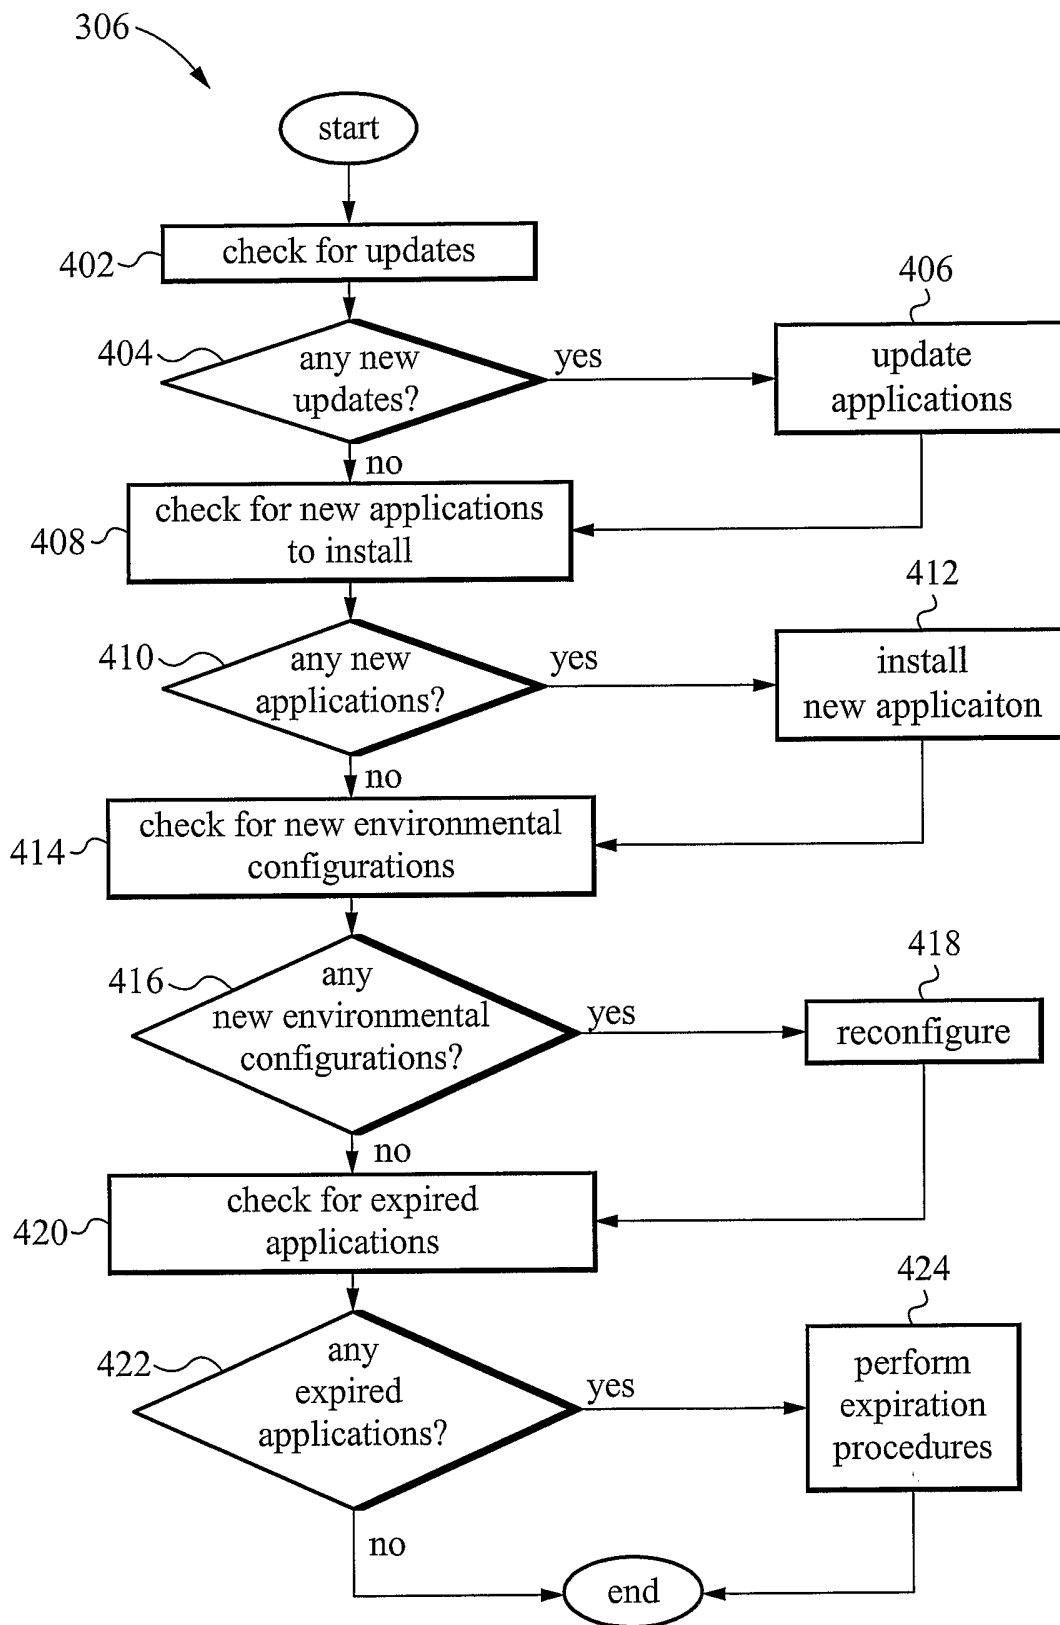 306
start
402
check for updates
404
any new
updates?
yes
406
update
applications
no
408
check for new applications
to install
410
any new
applications?
yes
412
install
new applicaiton
no
414
check for new environmental
configurations
416
any
new environmental
configurations?
yes
418
reconfigure
no
420
check for expired
applications
422
any
expired
applications?
yes
424
perform
expiration
procedures
no
end